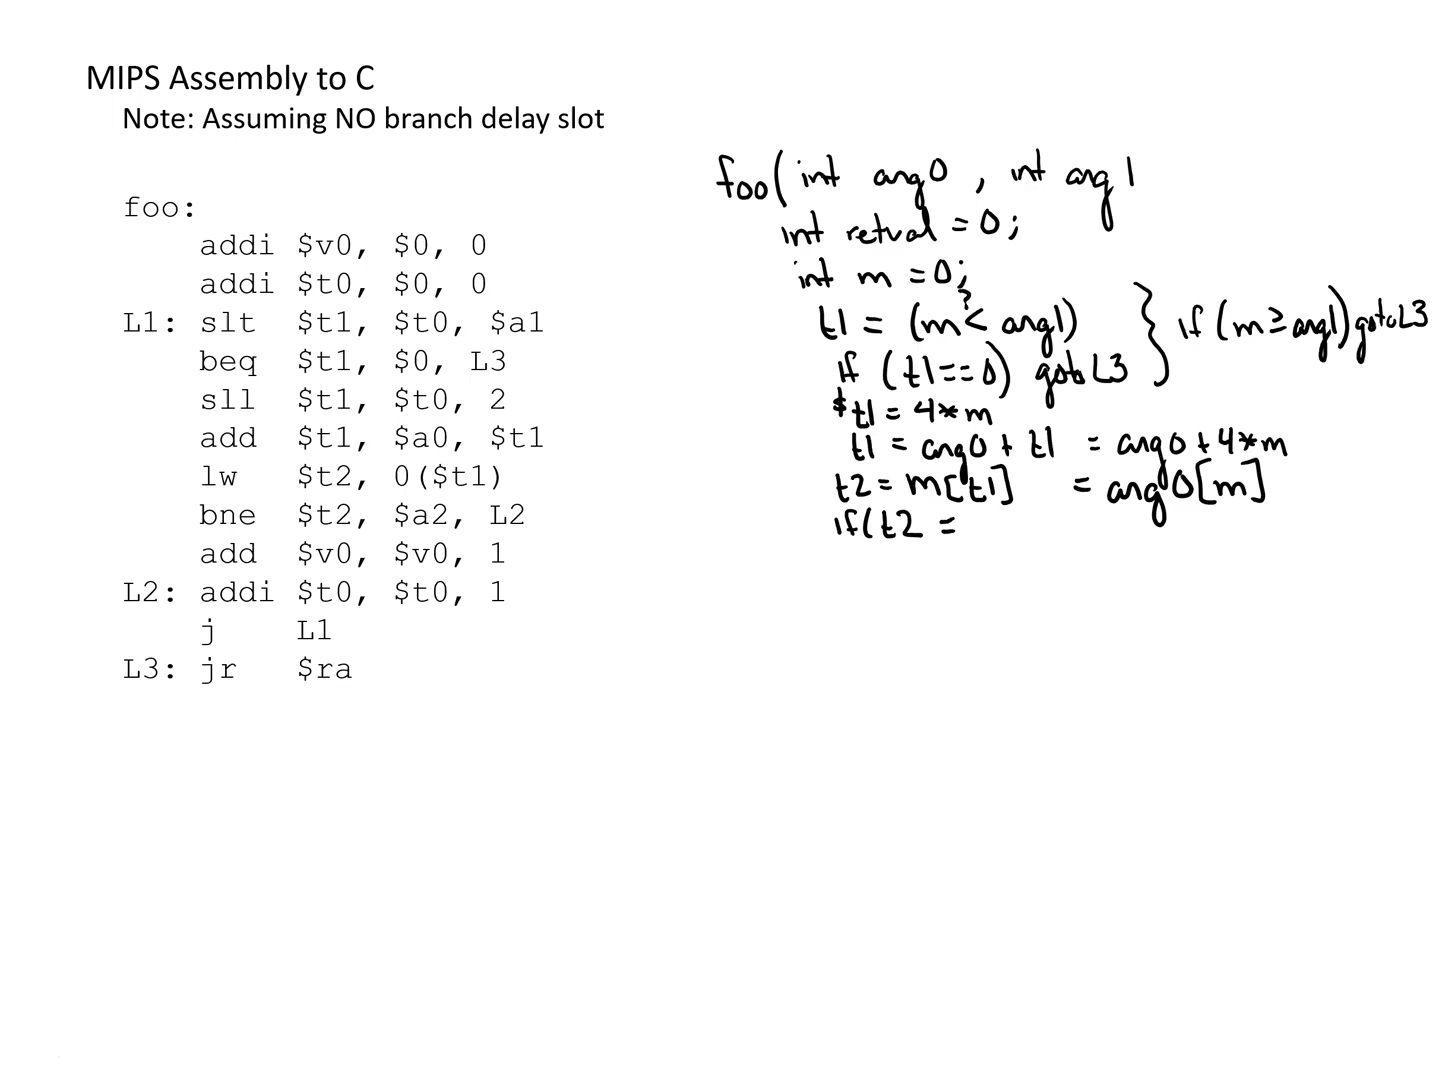 MIPS Assembly to C
Note: Assuming NO branch delay slot
foo:
addi $v0, $0, 0
addi $t0, $0, 0
L1: slt $t1, $t0, $a1
beq $t1, $0, L3
sll $t1, $t0, 2
add $t1, $a0, $t1
lw $t2, 0($t1)
bne $t2, $a2, L2
add $v0, $v0, 1
L2: addi $t0, $t0, 1
j L1
L3: jr $ra
foo(int arg0, int arg1
int retval = 0;
int m = 0;
t1 = (m <? arg1) } if (m ≥ arg1) goto L3
if (t1==0) goto L3
$t1 = 4*m
t1 = arg0 + t1 = arg0 + 4*m
t2 = m[t1] = arg0[m]
if(t2 =